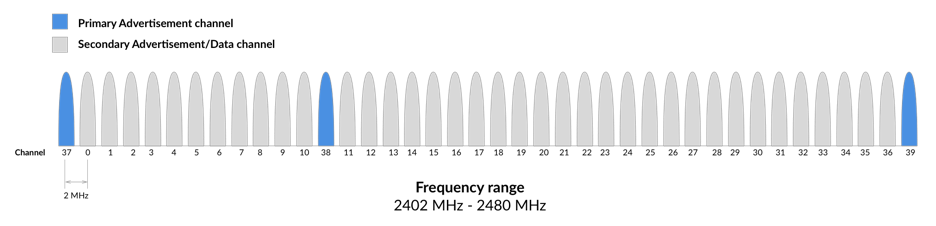 Primary Advertisement channel
Secondary Advertisement/Data channel
Channel 37 0 1 2 3 4 5 6 7 8 9 10 38 11 12 13 14 15 16 17 18 19 20 21 22 23 24 25 26 27 28 29 30 31 32 33 34 35 36 39
2 MHz
Frequency range
2402 MHz - 2480 MHz